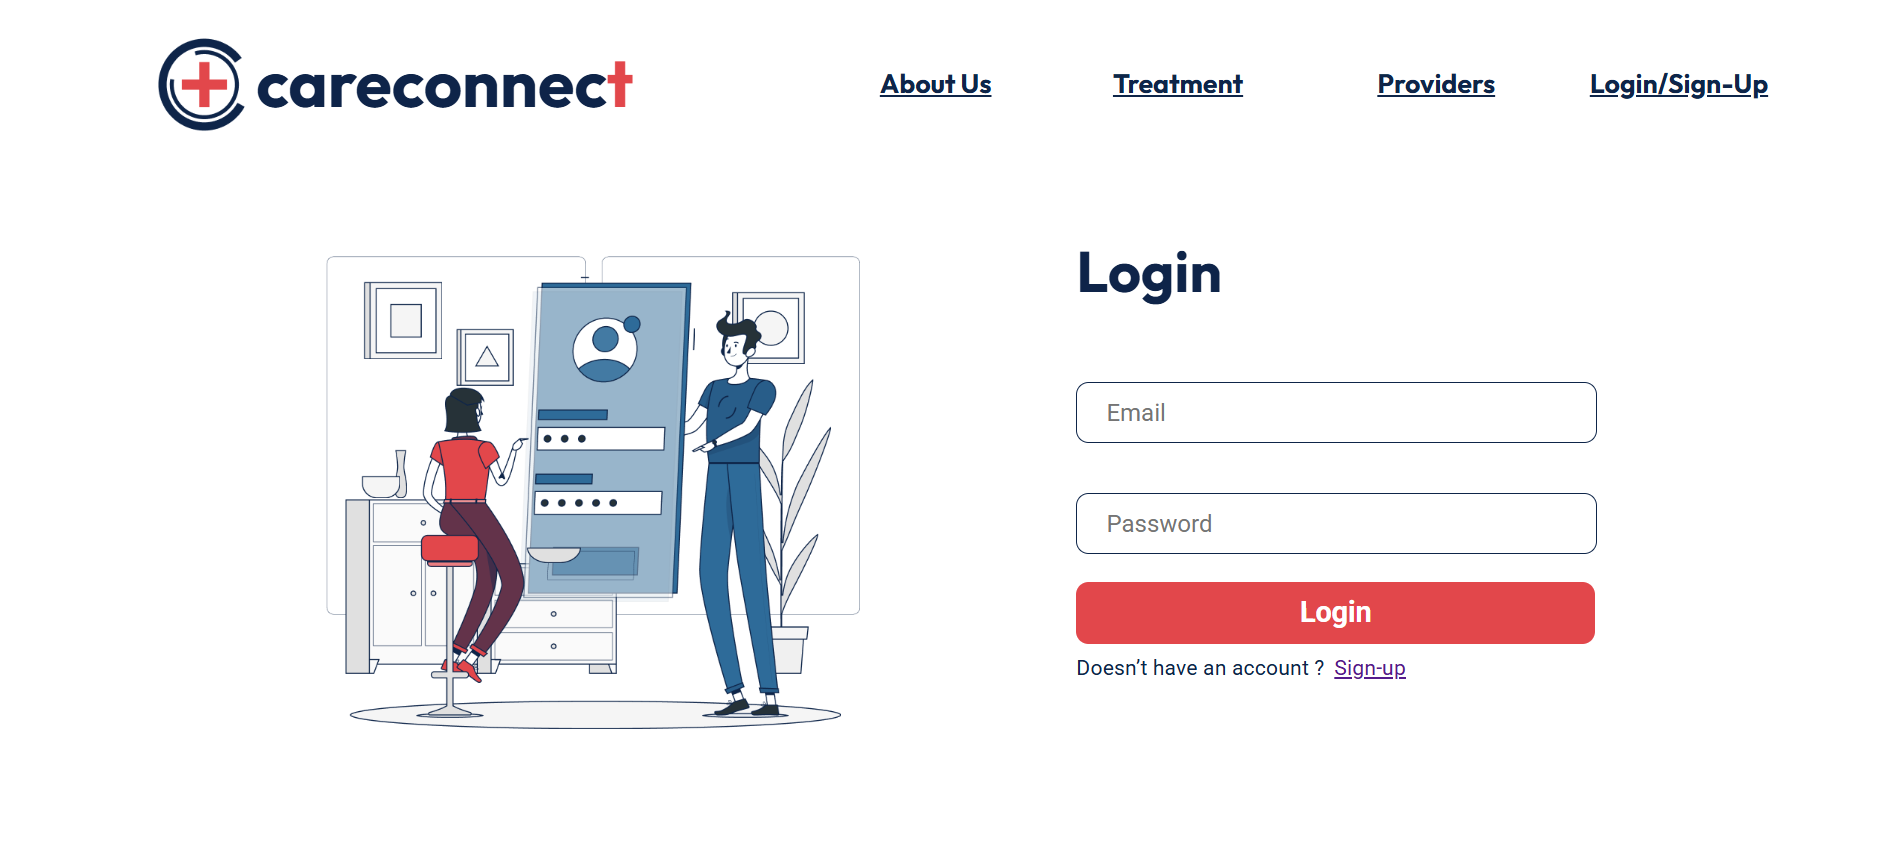 careconnect
About Us
Treatment
Providers
Login/Sign-Up
Login
Email
Password
Login
Doesn’t have an account ? Sign-up